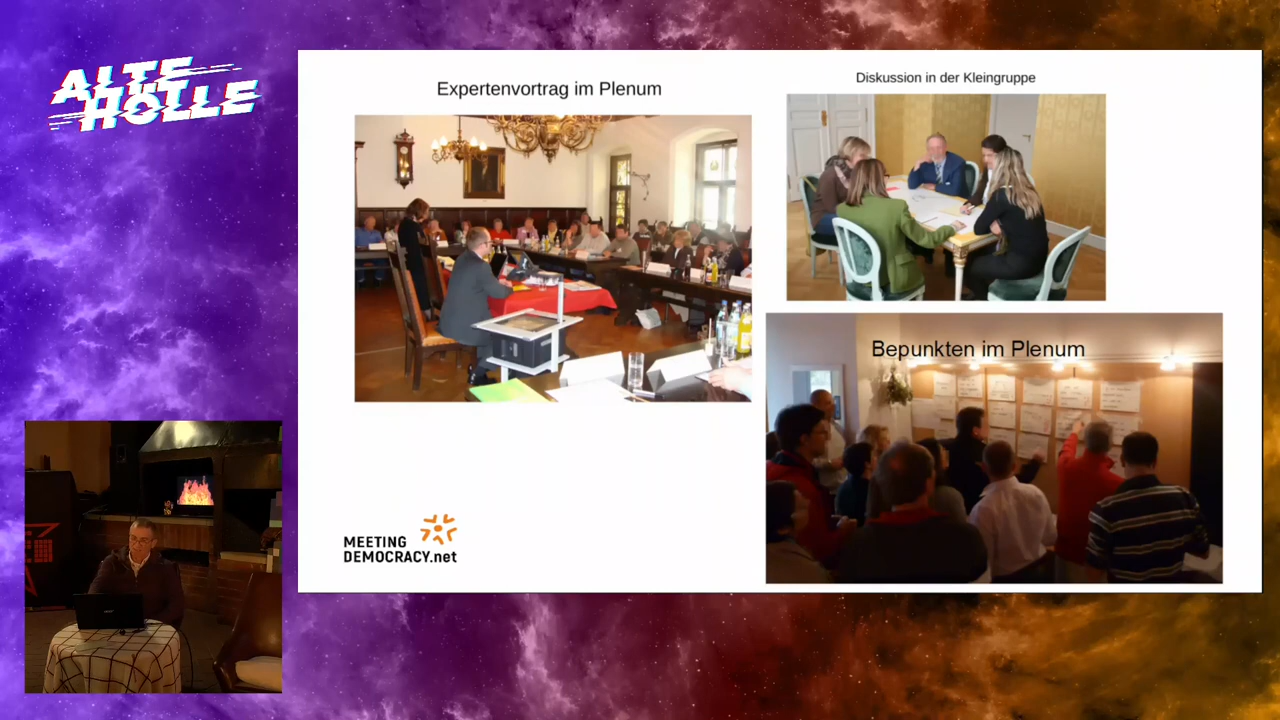 ALTE
HÖLLE
Expertenvortrag im Plenum
Diskussion in der Kleingruppe
Bepunkten im Plenum
MEETING
DEMOCRACY.net